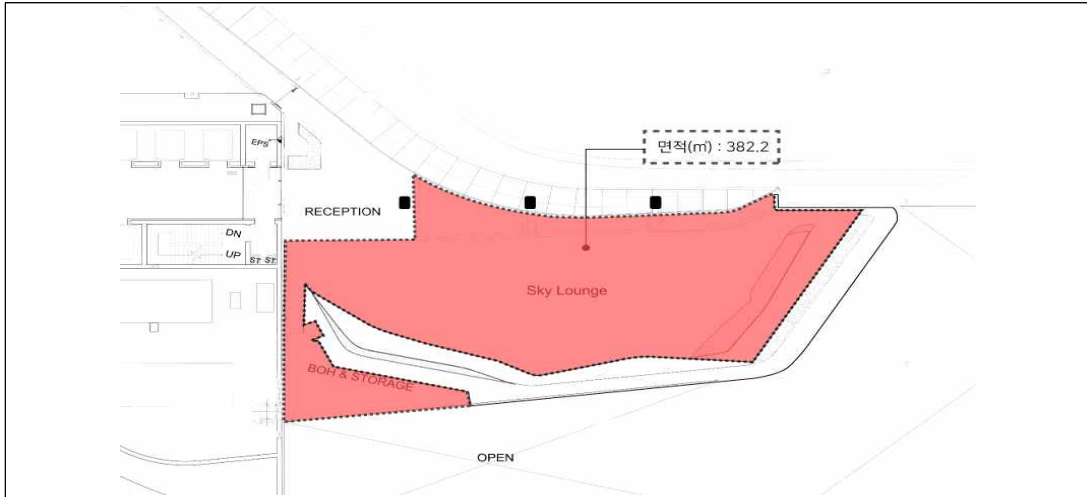 EPS
면적(㎡) : 382.2
RECEPTION
DN
UP
ST ST
Sky Lounge
BOH & STORAGE
OPEN